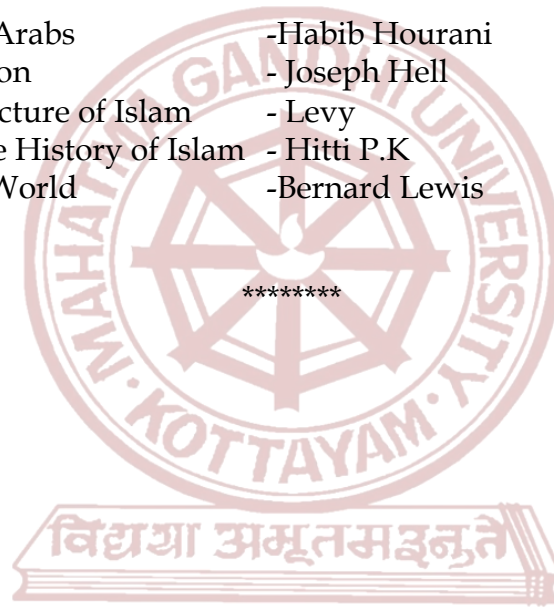 Arabs -Habib Hourani
on - Joseph Hell
cture of Islam - Levy
e History of Islam - Hitti P.K
World -Bernard Lewis
********
MAHATMA GANDHI UNIVERSITY
KOTTAYAM
विद्यया अमृतमश्नुते